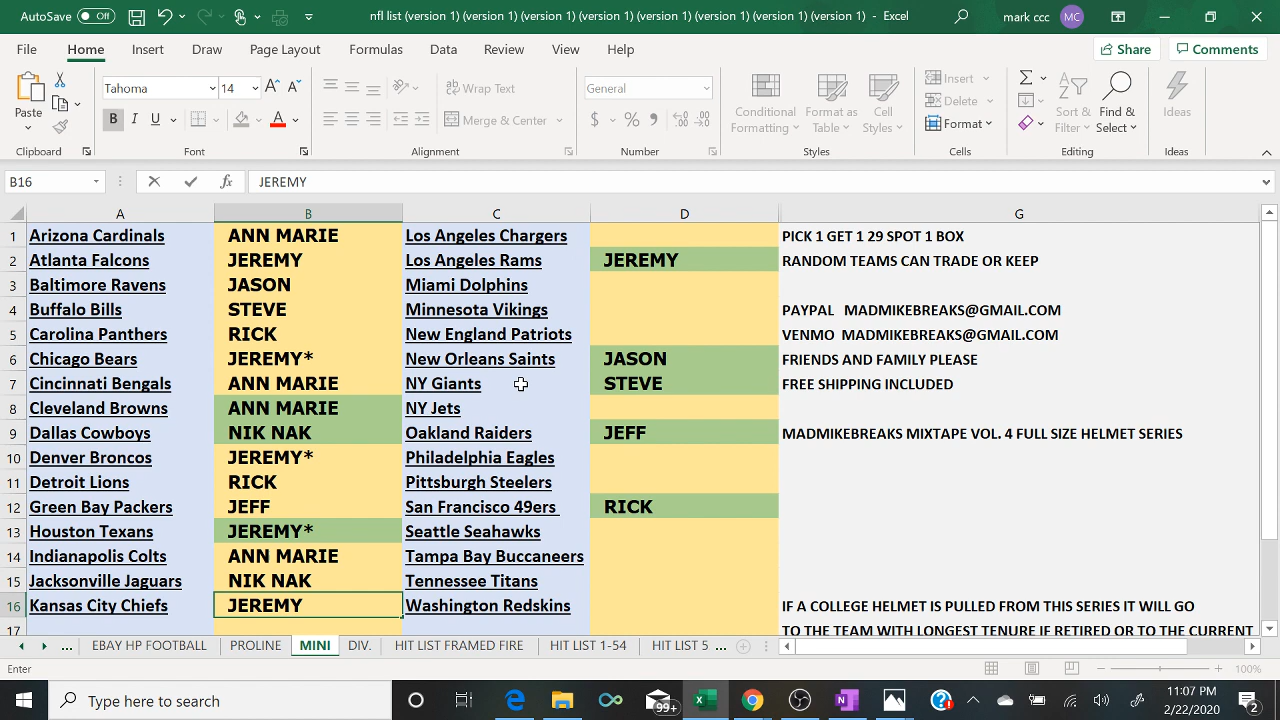 AutoSave Off nfl list (version 1) (version 1) (version 1) (version 1) (version 1) (version 1) (version 1) - Excel mark ccc MC
File Home Insert Draw Page Layout Formulas Data Review View Help Share Comments
Tahoma 14 A A Wrap Text General Insert
Paste B I U A Merge & Center $ % Conditional Formatting Format as Table Cell Styles Delete Format Sort & Filter Find & Select Ideas
Clipboard Font Alignment Number Styles Cells Editing Ideas
B16 fx JEREMY
A B C D G
1 Arizona Cardinals ANN MARIE Los Angeles Chargers PICK 1 GET 1 29 SPOT 1 BOX
2 Atlanta Falcons JEREMY Los Angeles Rams JEREMY RANDOM TEAMS CAN TRADE OR KEEP
3 Baltimore Ravens JASON Miami Dolphins
4 Buffalo Bills STEVE Minnesota Vikings PAYPAL MADMIKEBREAKS@GMAIL.COM
5 Carolina Panthers RICK New England Patriots VENMO MADMIKEBREAKS@GMAIL.COM
6 Chicago Bears JEREMY* New Orleans Saints JASON FRIENDS AND FAMILY PLEASE
7 Cincinnati Bengals ANN MARIE NY Giants STEVE FREE SHIPPING INCLUDED
8 Cleveland Browns ANN MARIE NY Jets
9 Dallas Cowboys NIK NAK Oakland Raiders JEFF MADMIKEBREAKS MIXTAPE VOL. 4 FULL SIZE HELMET SERIES
10 Denver Broncos JEREMY* Philadelphia Eagles
11 Detroit Lions RICK Pittsburgh Steelers
12 Green Bay Packers JEFF San Francisco 49ers RICK
13 Houston Texans JEREMY* Seattle Seahawks
14 Indianapolis Colts ANN MARIE Tampa Bay Buccaneers
15 Jacksonville Jaguars NIK NAK Tennessee Titans
16 Kansas City Chiefs JEREMY Washington Redskins IF A COLLEGE HELMET IS PULLED FROM THIS SERIES IT WILL GO
17 TO THE TEAM WITH LONGEST TENURE IF RETIRED OR TO THE CURRENT
... EBAY HP FOOTBALL PROLINE MINI DIV. HIT LIST FRAMED FIRE HIT LIST 1-54 HIT LIST 5 ...
Enter 100%
Type here to search 99+ 11:07 PM
2/22/2020 2